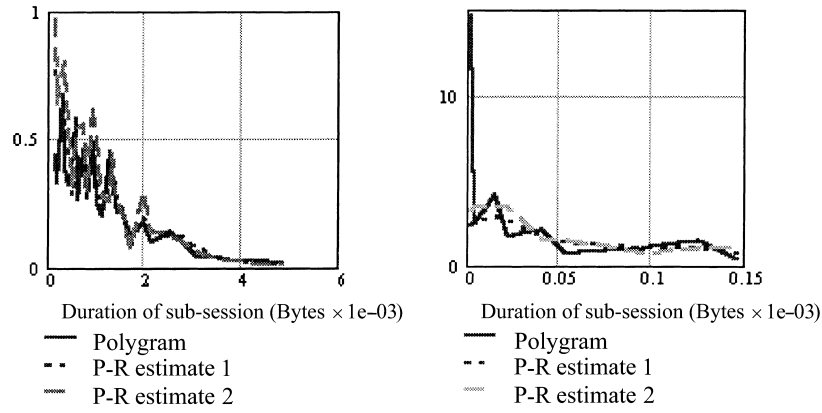 1
0.5
0
0
2
4
6
Duration of sub-session (Bytes × 1e–03)
Polygram
P-R estimate 1
P-R estimate 2
10
0
0
0.05
0.1
0.15
Duration of sub-session (Bytes × 1e–03)
Polygram
P-R estimate 1
P-R estimate 2